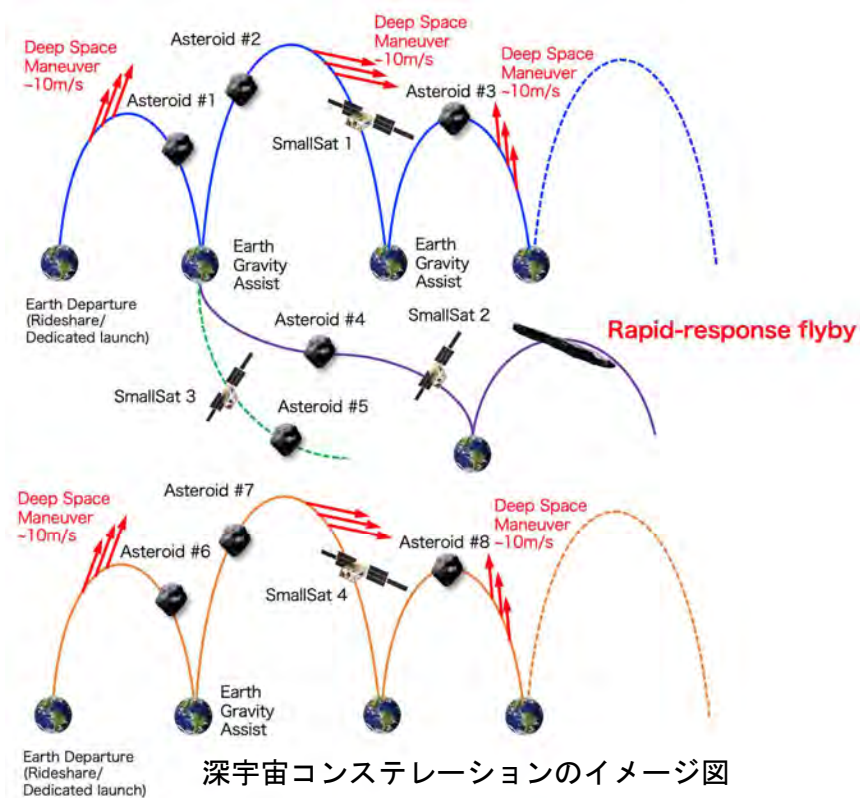 Deep Space
Maneuver
~10m/s
Asteroid #1
Asteroid #2
Deep Space
Maneuver
~10m/s
SmallSat 1
Asteroid #3
Deep Space
Maneuver
~10m/s
Earth Departure
(Rideshare/
Dedicated launch)
Earth
Gravity
Assist
Earth
Gravity
Assist
Asteroid #4
SmallSat 2
Rapid-response flyby
SmallSat 3
Asteroid #5
Deep Space
Maneuver
~10m/s
Asteroid #6
Asteroid #7
SmallSat 4
Asteroid #8
Deep Space
Maneuver
~10m/s
Earth
Gravity
Assist
Earth Departure
(Rideshare/
Dedicated launch)
深宇宙コンステレーションのイメージ図